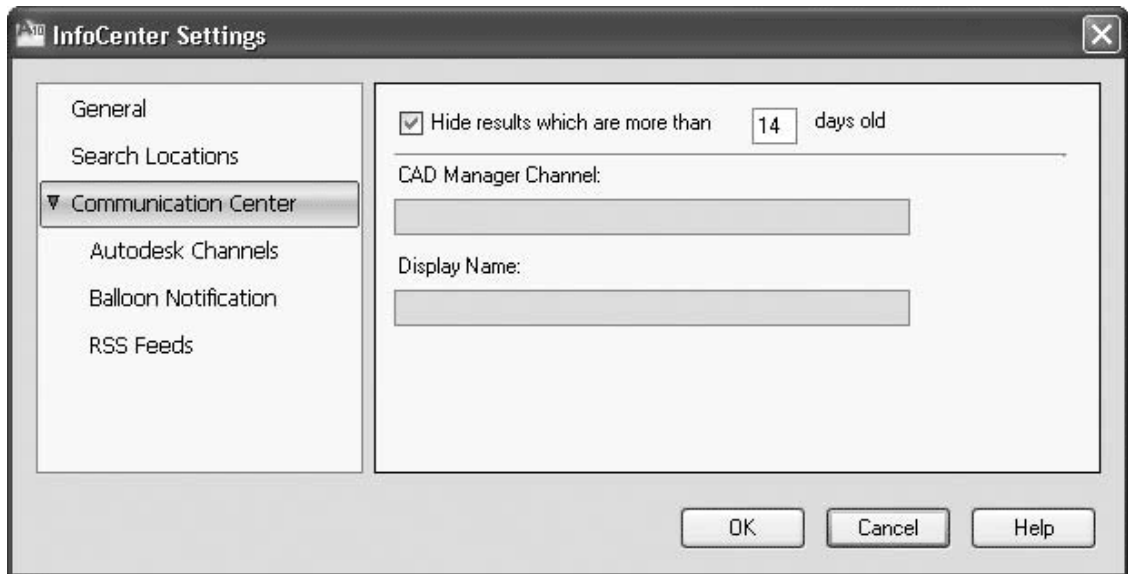 InfoCenter Settings
General
Search Locations
Communication Center
Autodesk Channels
Balloon Notification
RSS Feeds
Hide results which are more than 14 days old
CAD Manager Channel:
Display Name:
OK Cancel Help